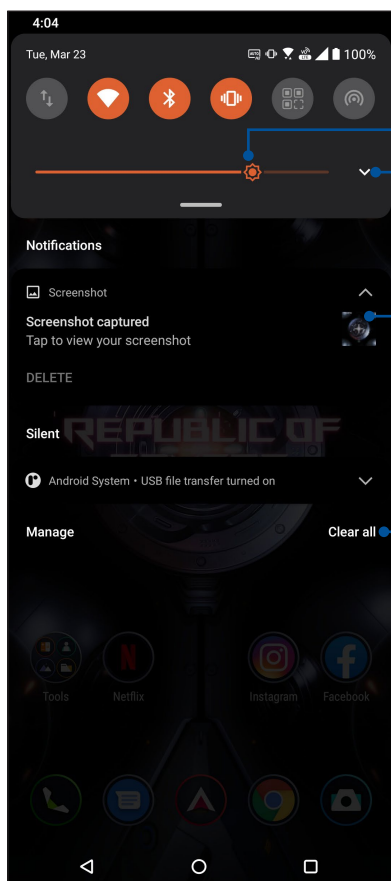 4:04
Tue, Mar 23
100%
Notifications
Screenshot
Screenshot captured
Tap to view your screenshot
DELETE
REPUBLIC OF
Silent
Android System • USB file transfer turned on
Manage
Clear all
Tools
Netflix
Instagram
Facebook